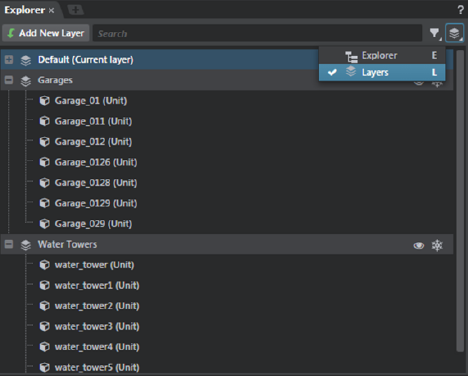 Explorer × ?
Add New Layer Search
Default (Current layer)
Explorer E
Layers L
Garages
Garage_01 (Unit)
Garage_011 (Unit)
Garage_012 (Unit)
Garage_0126 (Unit)
Garage_0128 (Unit)
Garage_0129 (Unit)
Garage_029 (Unit)
Water Towers
water_tower (Unit)
water_tower1 (Unit)
water_tower2 (Unit)
water_tower3 (Unit)
water_tower4 (Unit)
water_tower5 (Unit)